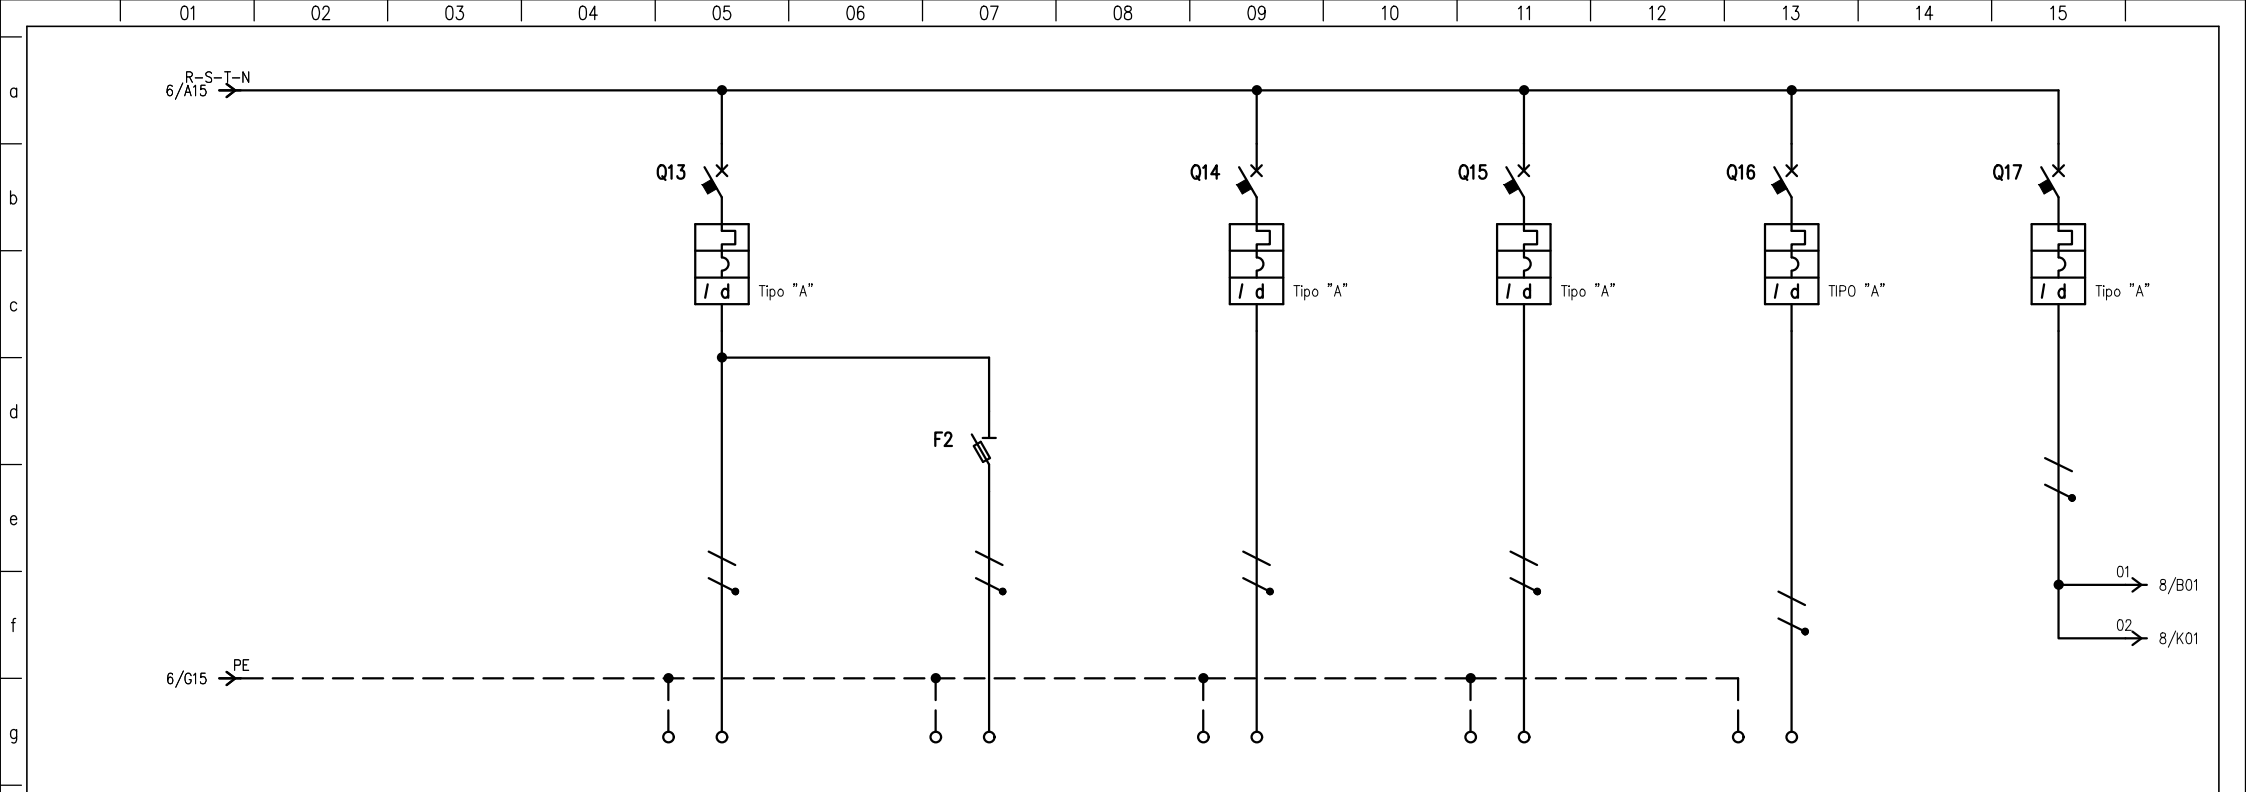 01 02 03 04 05 06 07 08 09 10 11 12 13 14 15
a
R-S-T-N
6/A15
b
Q13 Q14 Q15 Q16 Q17
c
I d Tipo "A" I d Tipo "A" I d Tipo "A" I d TIPO "A" I d Tipo "A"
d
F2
e
01
8/B01
f
02
8/K01
PE
6/G15
g